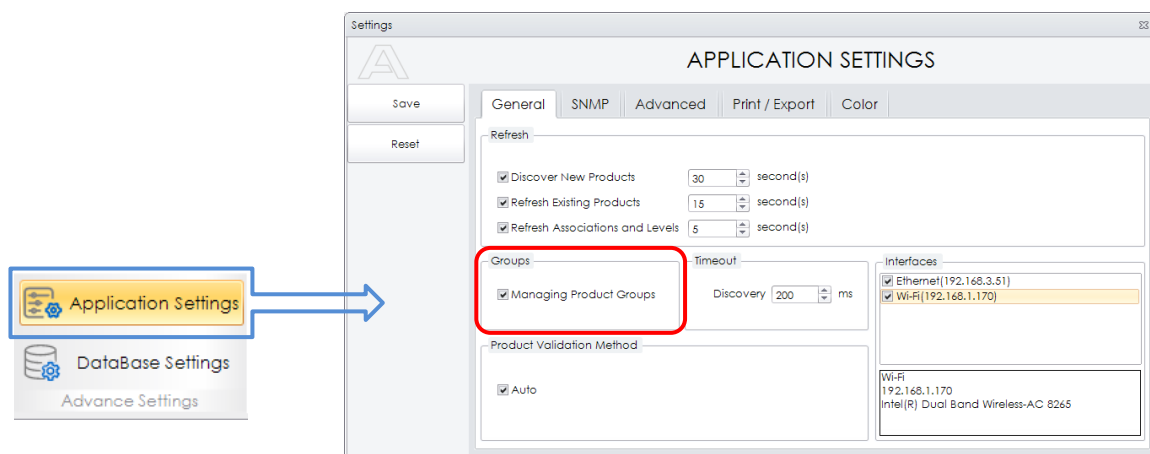 Settings
APPLICATION SETTINGS
Save
Reset
General SNMP Advanced Print / Export Color
Refresh
Discover New Products 30 second(s)
Refresh Existing Products 15 second(s)
Refresh Associations and Levels 5 second(s)
Groups
Managing Product Groups
Timeout
Discovery 200 ms
Interfaces
Ethernet(192.168.3.51)
Wi-Fi(192.168.1.170)
Product Validation Method
Auto
Wi-Fi
192.168.1.170
Intel(R) Dual Band Wireless-AC 8265
Application Settings
DataBase Settings
Advance Settings